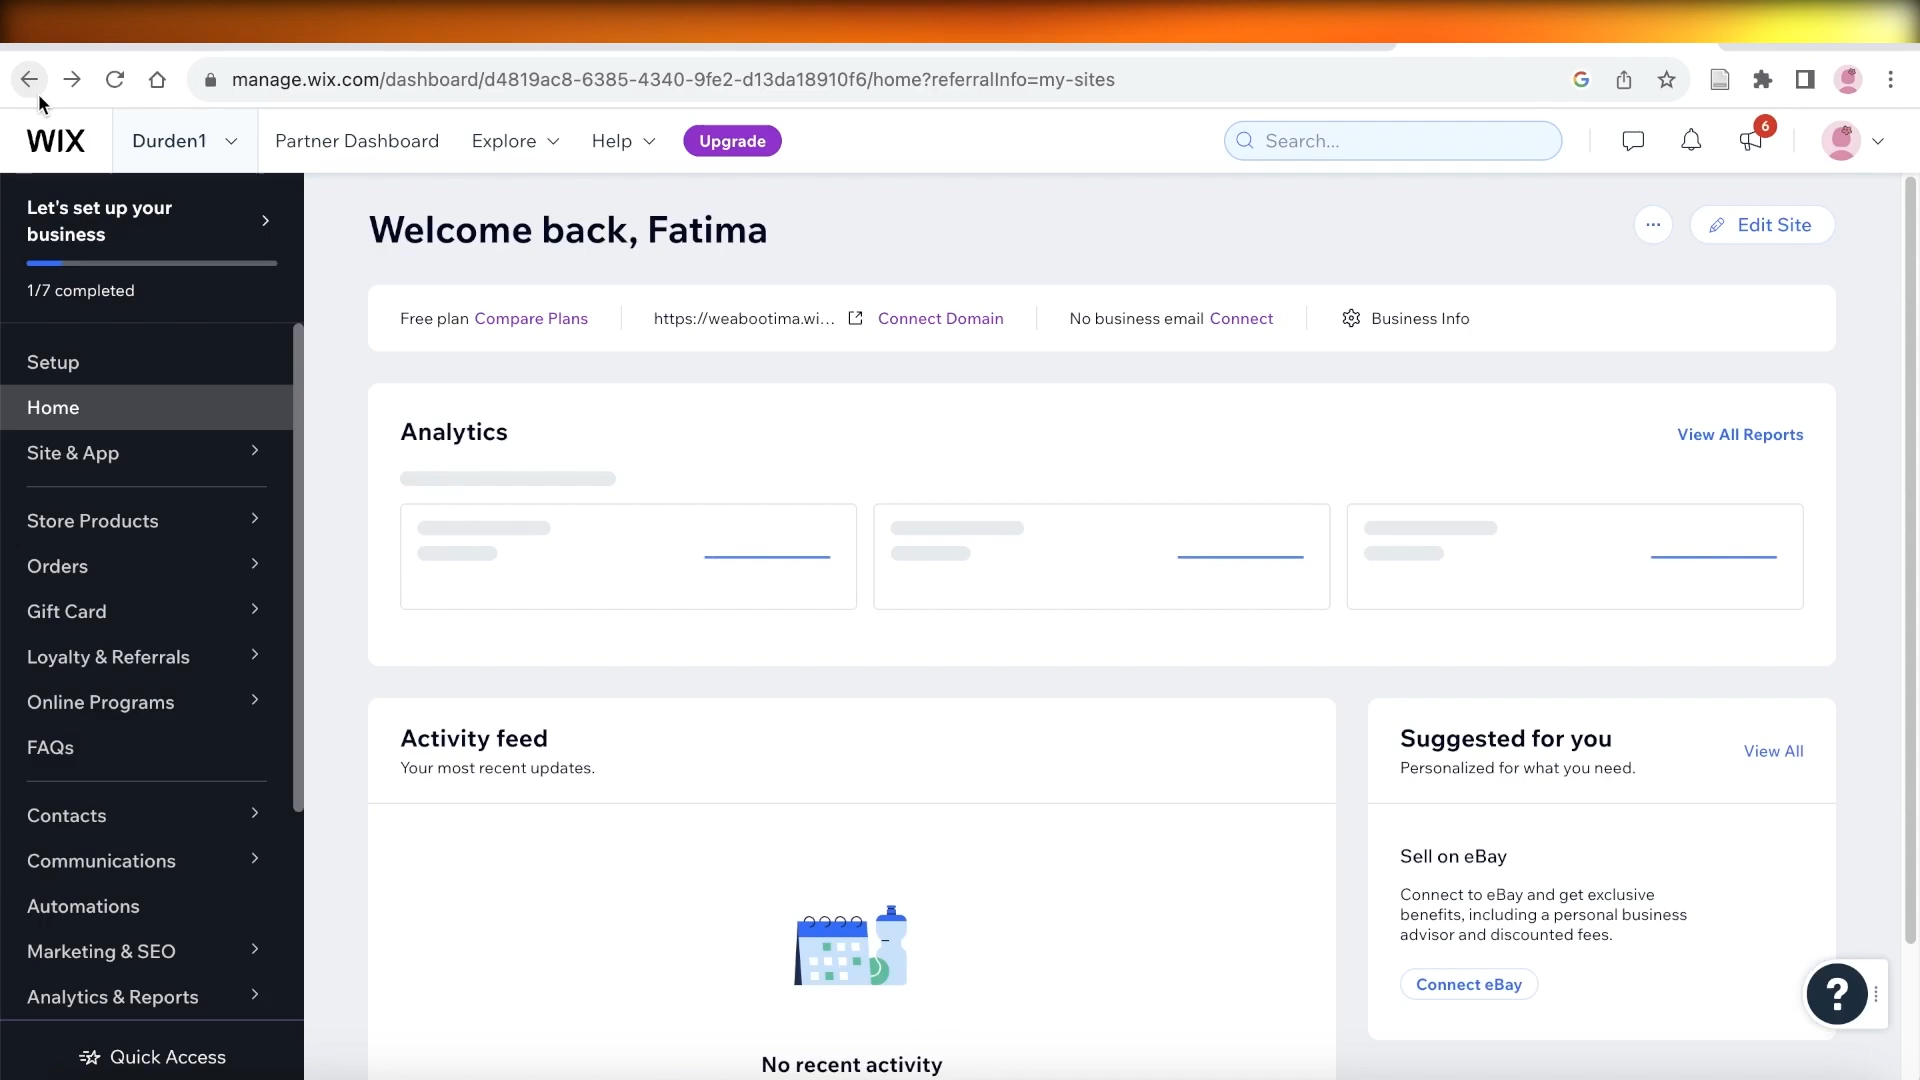 manage.wix.com/dashboard/d4819ac8-6385-4340-9fe2-d13da18910f6/home?referralInfo=my-sites
WIX
Durden1
Partner Dashboard
Explore
Help
Upgrade
Search...
6
Let's set up your
business
1/7 completed
Setup
Home
Site & App
Store Products
Orders
Gift Card
Loyalty & Referrals
Online Programs
FAQs
Contacts
Communications
Automations
Marketing & SEO
Analytics & Reports
Quick Access
Welcome back, Fatima
Edit Site
Free plan Compare Plans
https://weabootima.wi... Connect Domain
No business email Connect
Business Info
Analytics
View All Reports
Activity feed
Your most recent updates.
No recent activity
Suggested for you
Personalized for what you need.
View All
Sell on eBay
Connect to eBay and get exclusive
benefits, including a personal business
advisor and discounted fees.
Connect eBay
?